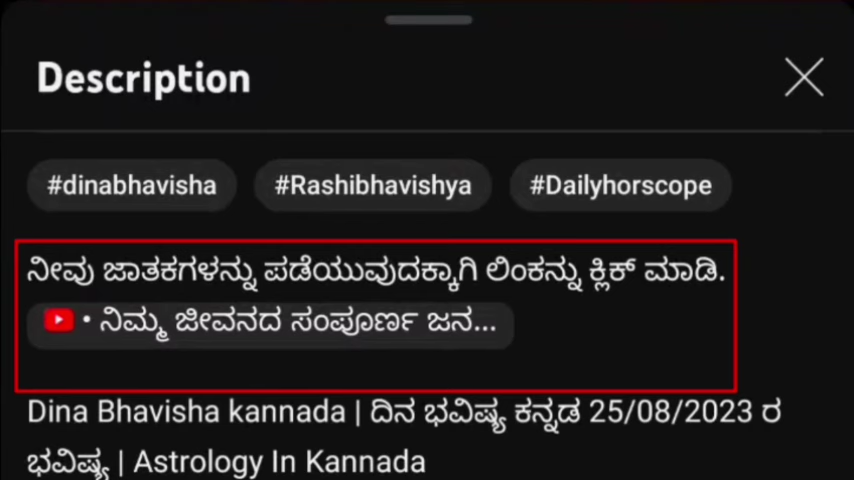 Description
#dinabhavisha #Rashibhavishya #Dailyhorscope
ನೀವು ಜಾತಕಗಳನ್ನು ಪಡೆಯುವುದಕ್ಕಾಗಿ ಲಿಂಕನ್ನು ಕ್ಲಿಕ್ ಮಾಡಿ.
• ನಿಮ್ಮ ಜೀವನದ ಸಂಪೂರ್ಣ ಜನ...
Dina Bhavisha kannada | ದಿನ ಭವಿಷ್ಯ ಕನ್ನಡ 25/08/2023 ರ
ಭವಿಷ್ಯ | Astrology In Kannada